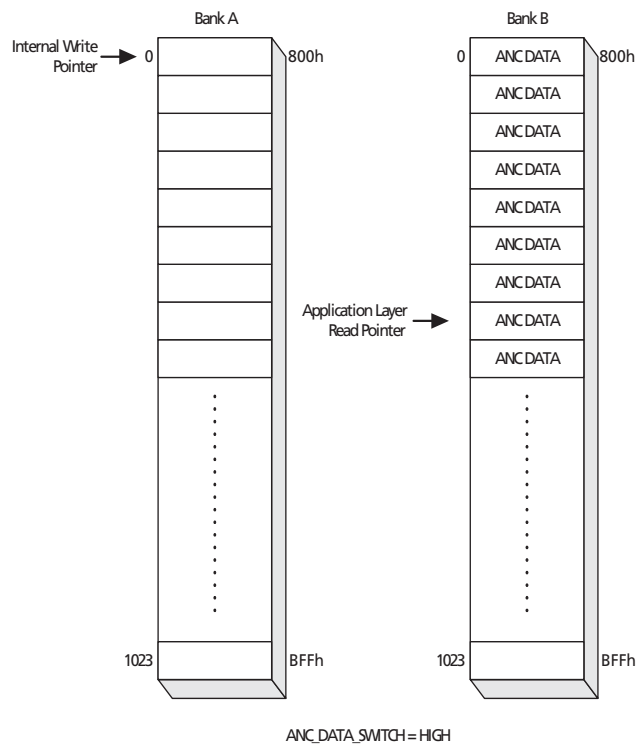 Bank A
Internal Write
Pointer
0
800h
1023
BFFh
Bank B
0
800h
ANC DATA
ANC DATA
ANC DATA
ANC DATA
ANC DATA
ANC DATA
ANC DATA
Application Layer
Read Pointer
ANC DATA
ANC DATA
1023
BFFh
ANC_DATA_SWITCH = HIGH